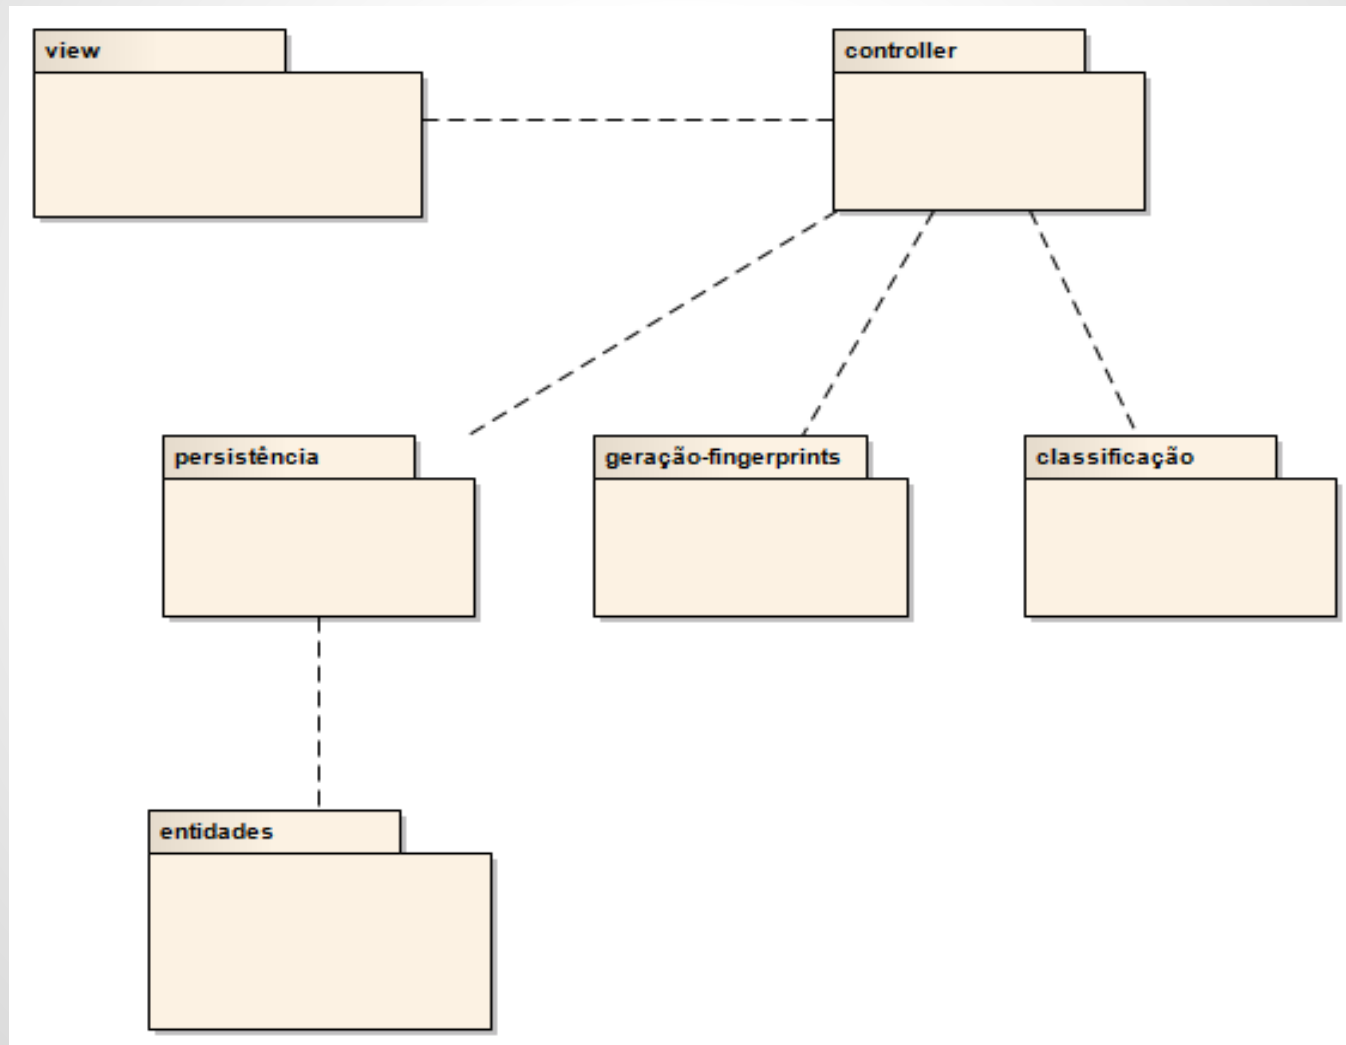 view
controller
persistência
geração-fingerprints
classificação
entidades